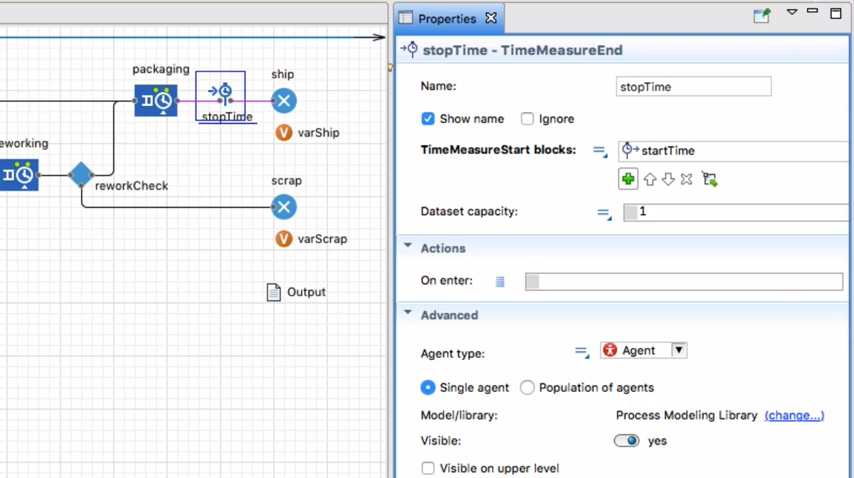 packaging
stopTime
ship
varShip
eworking
reworkCheck
scrap
varScrap
Output
Properties
stopTime - TimeMeasureEnd
Name:
stopTime
Show name
Ignore
TimeMeasureStart blocks:
startTime
Dataset capacity:
1
Actions
On enter:
Advanced
Agent type:
Agent
Single agent
Population of agents
Model/library:
Process Modeling Library (change...)
Visible:
yes
Visible on upper level